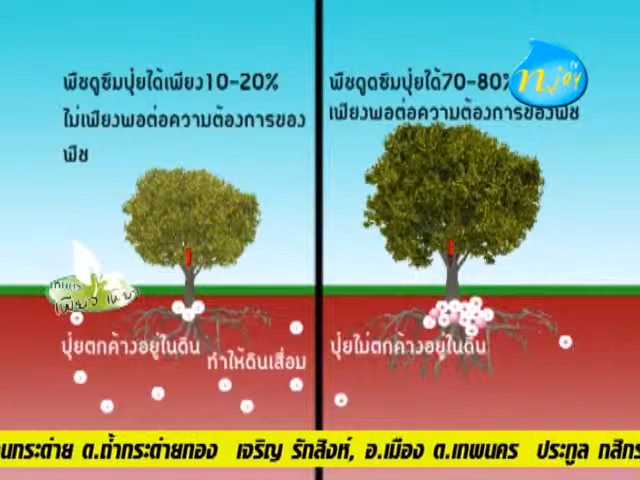 พืชดูซึมปุ๋ยได้เพียง10-20%
ไม่เพียงพอต่อความต้องการของ
พืช
พืชดูดซึมปุ๋ยได้70-80%
เพียงพอต่อความต้องการของพืช
njoy
ปุ๋ยตกค้างอยู่ในดิน
ทำให้ดินเสื่อม
ปุ๋ยไม่ตกค้างอยู่ในดิน
นกระต่าย ต.ถ้ำกระต่ายทอง เจริญ รักสิงห์, อ.เมือง ต.เทพนคร ประทูล กสิกร